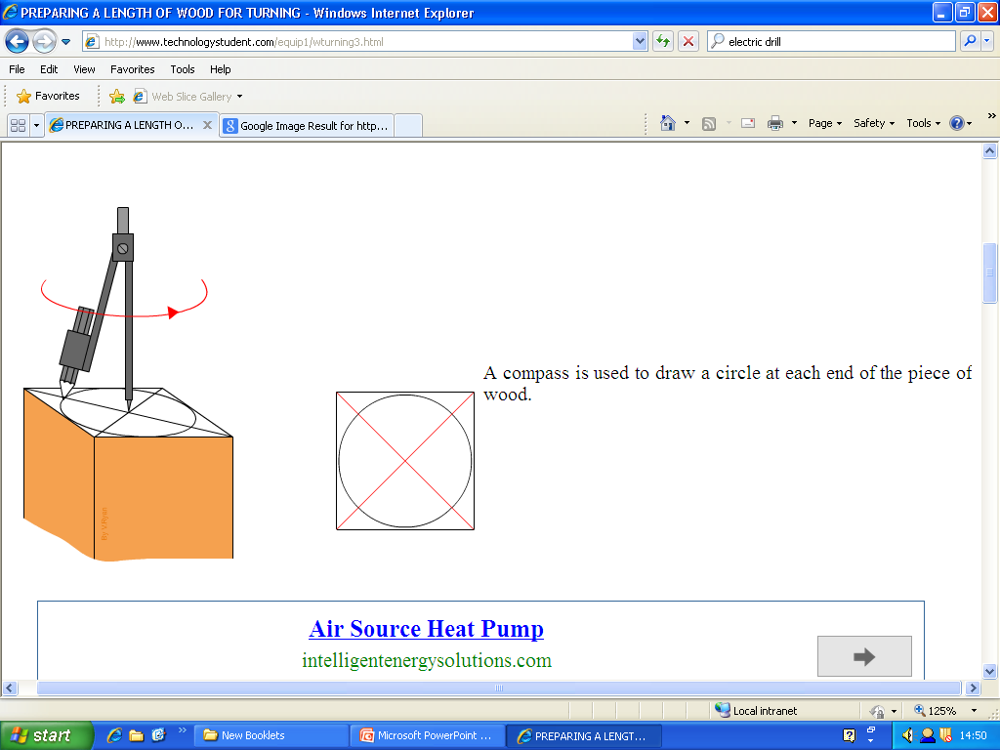 PREPARING A LENGTH OF WOOD FOR TURNING - Windows Internet Explorer
http://www.technologystudent.com/equip1/wturning3.html
electric drill
File Edit View Favorites Tools Help
Favorites Web Slice Gallery
PREPARING A LENGTH O... Google Image Result for http... Page Safety Tools
A compass is used to draw a circle at each end of the piece of
wood.
By V-Ryan
Air Source Heat Pump
intelligentenergysolutions.com
Local intranet 125%
start New Booklets Microsoft PowerPoint ... PREPARING A LENGT... 14:50